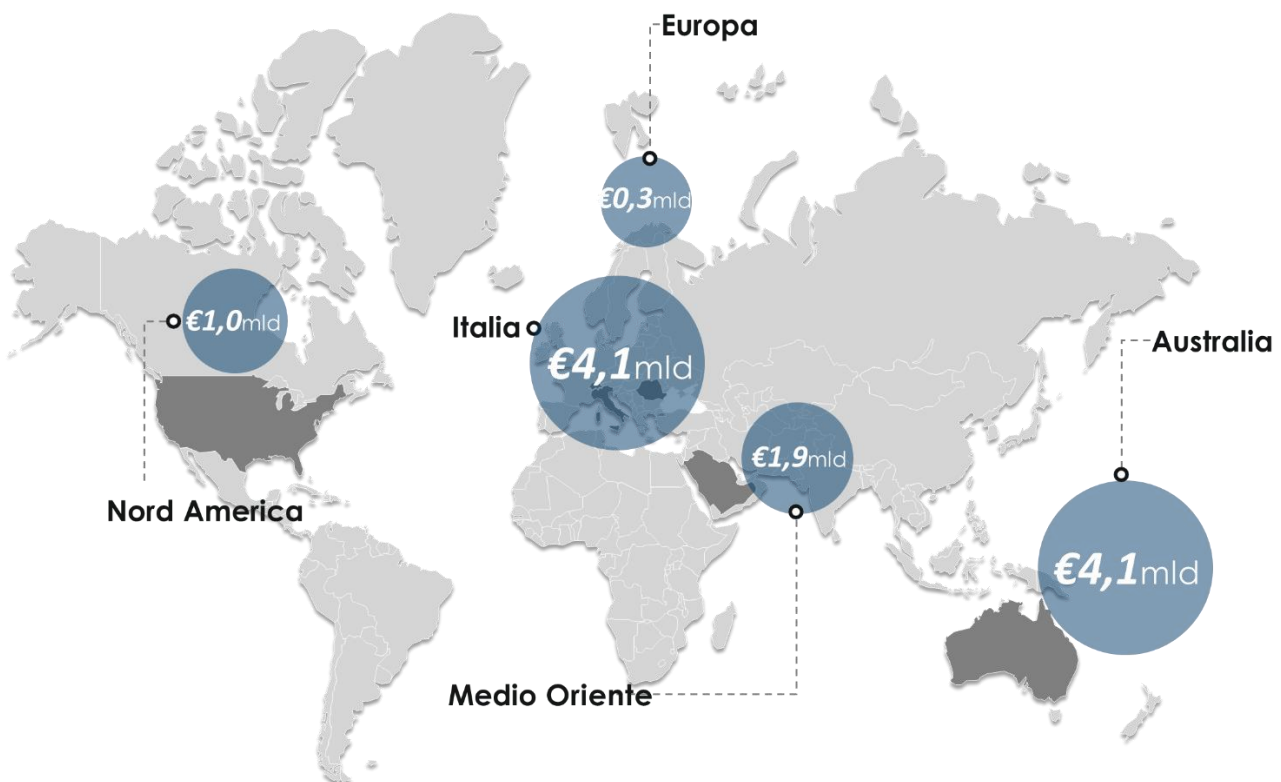 Europa
€0,3mld
€1,0mld
Italia
€4,1mld
Australia
€1,9mld
Nord America
€4,1mld
Medio Oriente